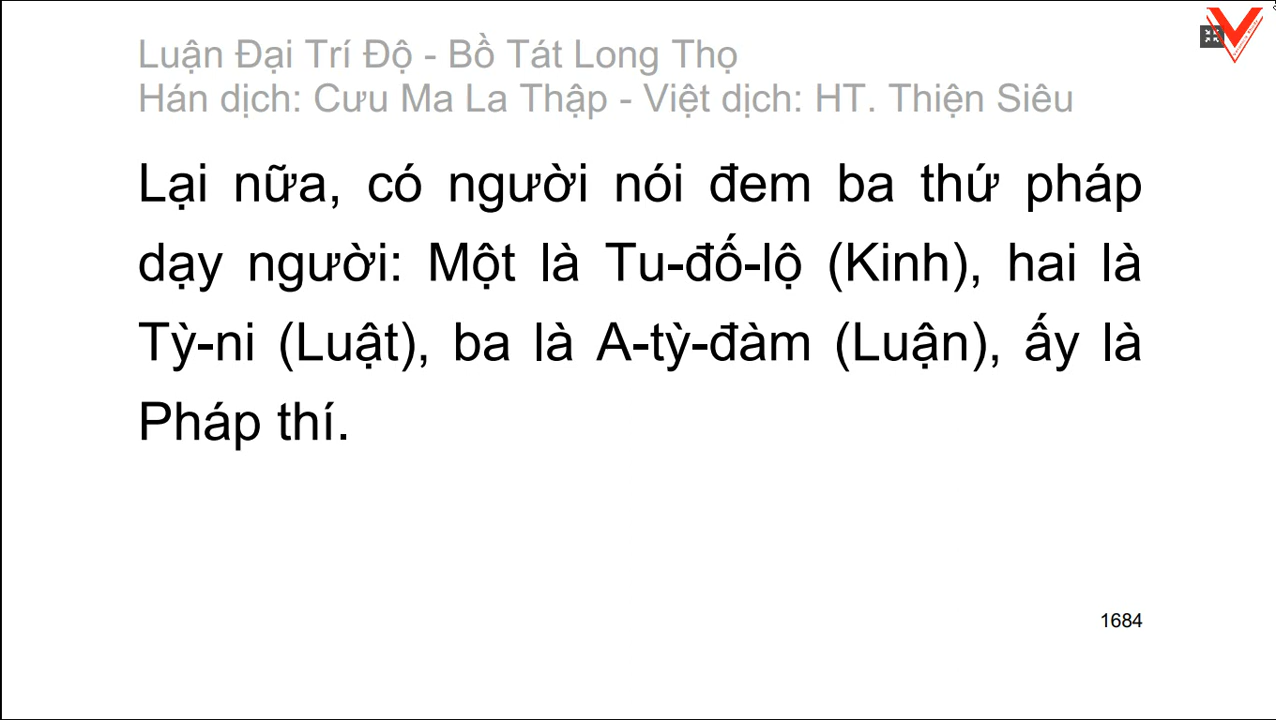 Luận Đại Trí Độ - Bồ Tát Long Thọ
Hán dịch: Cưu Ma La Thập - Việt dịch: HT. Thiện Siêu
Lại nữa, có người nói đem ba thứ pháp
dạy người: Một là Tu-đố-lộ (Kinh), hai là
Tỳ-ni (Luật), ba là A-tỳ-đàm (Luận), ấy là
Pháp thí.
1684